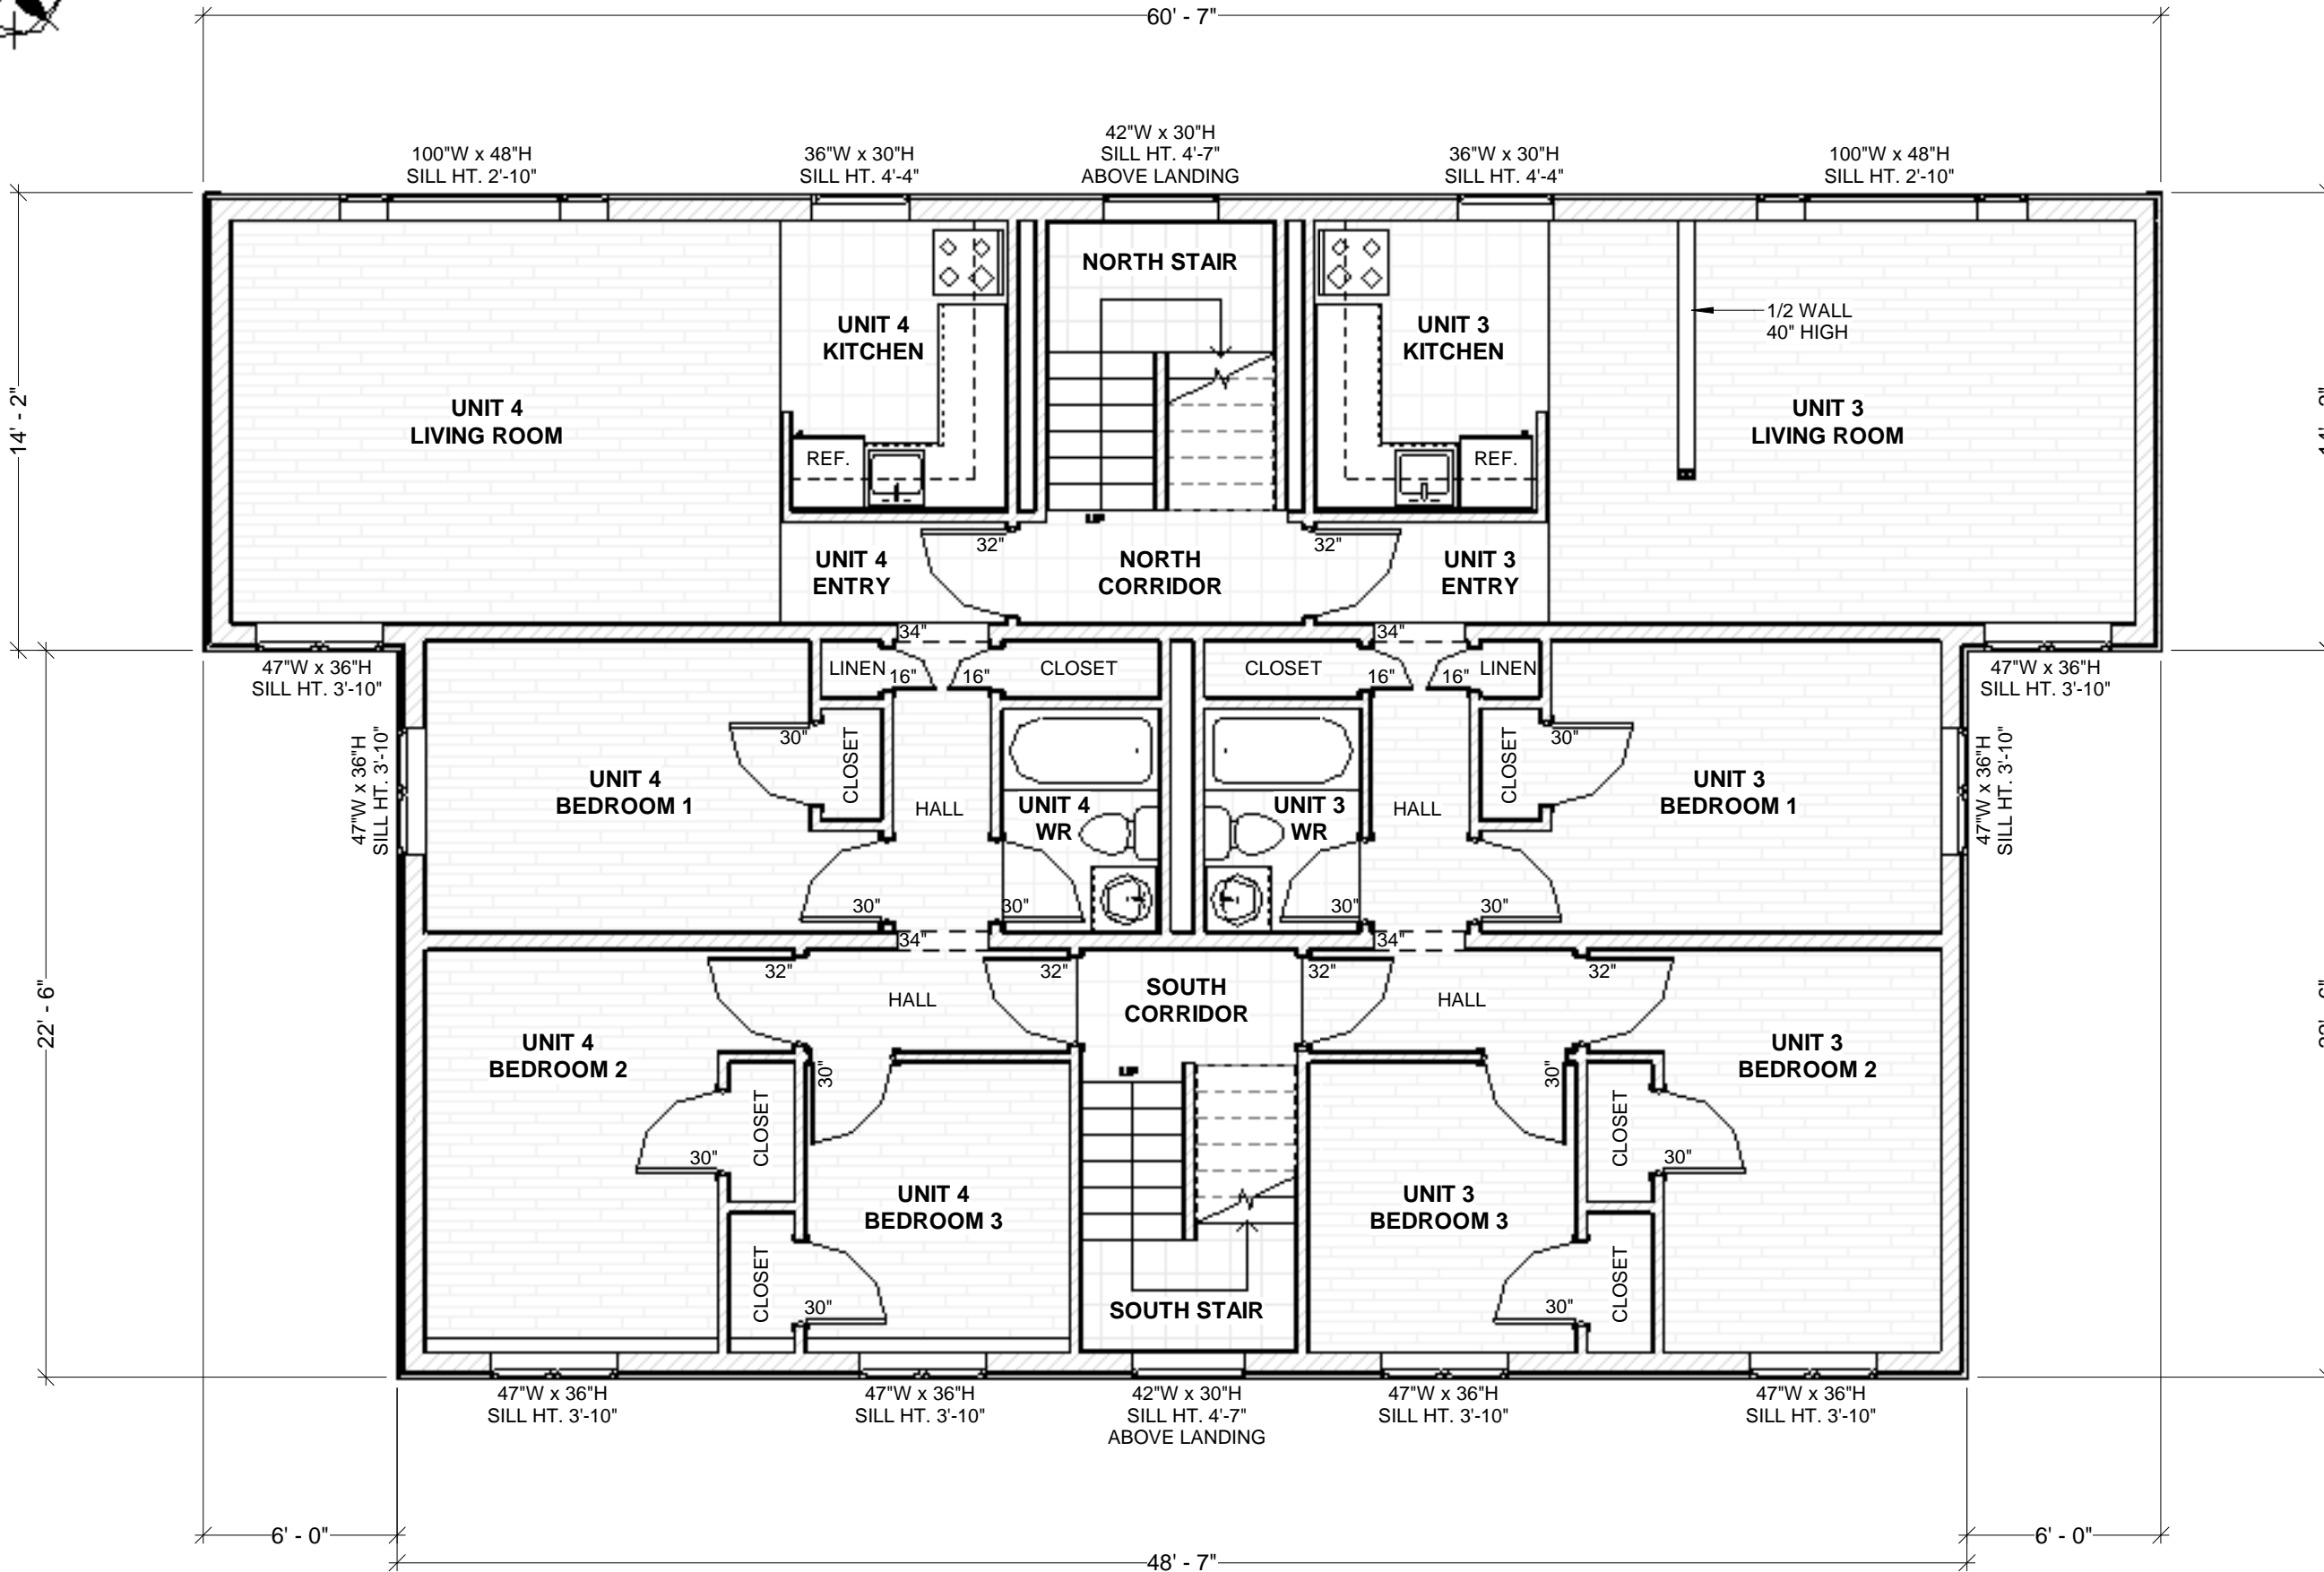 60' - 7"
42"W x 30"H
SILL HT. 4'-7"
ABOVE LANDING
100"W x 48"H
SILL HT. 2'-10"
36"W x 30"H
SILL HT. 4'-4"
36"W x 30"H
SILL HT. 4'-4"
100"W x 48"H
SILL HT. 2'-10"
NORTH STAIR
UNIT 4
KITCHEN
UNIT 3
KITCHEN
1/2 WALL
40" HIGH
14' - 2"
UNIT 4
LIVING ROOM
UNIT 3
LIVING ROOM
REF.
REF.
UP
32"
32"
UNIT 4
ENTRY
NORTH
CORRIDOR
UNIT 3
ENTRY
34"
34"
47"W x 36"H
SILL HT. 3'-10"
LINEN
16"
16"
CLOSET
CLOSET
16"
16"
LINEN
47"W x 36"H
SILL HT. 3'-10"
47"W x 36"H
SILL HT. 3'-10"
30"
CLOSET
CLOSET
30"
47"W x 36"H
SILL HT. 3'-10"
UNIT 4
BEDROOM 1
HALL
UNIT 4
WR
UNIT 3
WR
HALL
UNIT 3
BEDROOM 1
30"
30"
30"
30"
34"
34"
32"
32"
32"
32"
HALL
SOUTH
CORRIDOR
HALL
22' - 6"
UNIT 4
BEDROOM 2
UNIT 3
BEDROOM 2
30"
UP
30"
CLOSET
CLOSET
30"
30"
UNIT 4
BEDROOM 3
UNIT 3
BEDROOM 3
CLOSET
CLOSET
30"
SOUTH STAIR
30"
47"W x 36"H
SILL HT. 3'-10"
47"W x 36"H
SILL HT. 3'-10"
42"W x 30"H
SILL HT. 4'-7"
ABOVE LANDING
47"W x 36"H
SILL HT. 3'-10"
47"W x 36"H
SILL HT. 3'-10"
6' - 0"
6' - 0"
48' - 7"